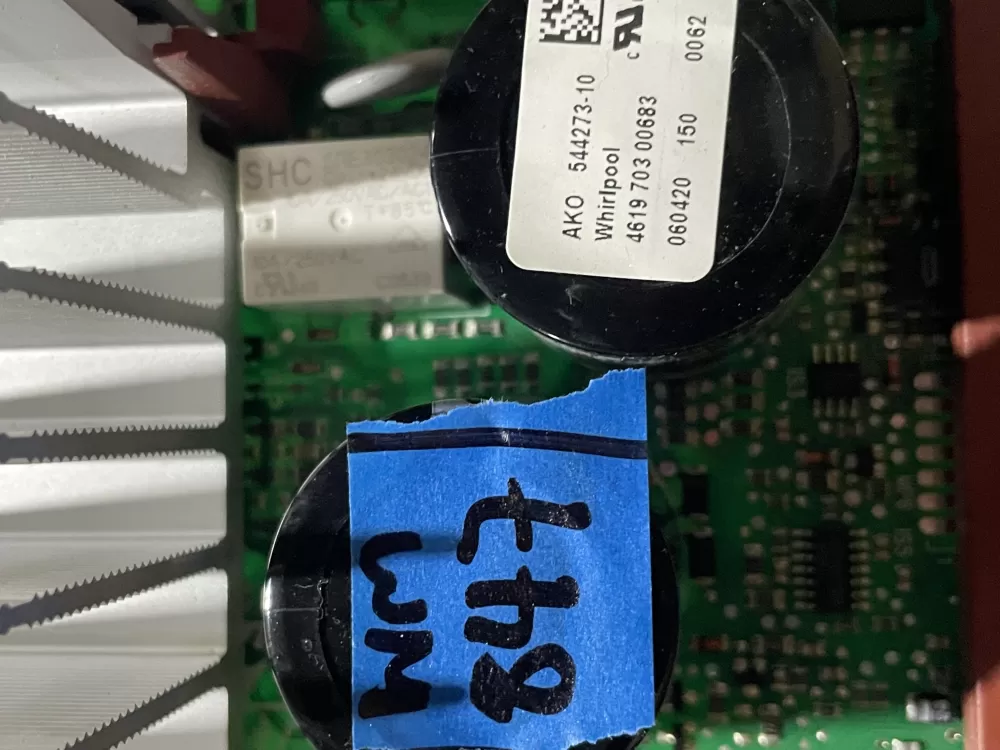 AKO 544273-10
Whirlpool
4619 703 00683
060420 150 0062
SHC
WM
847